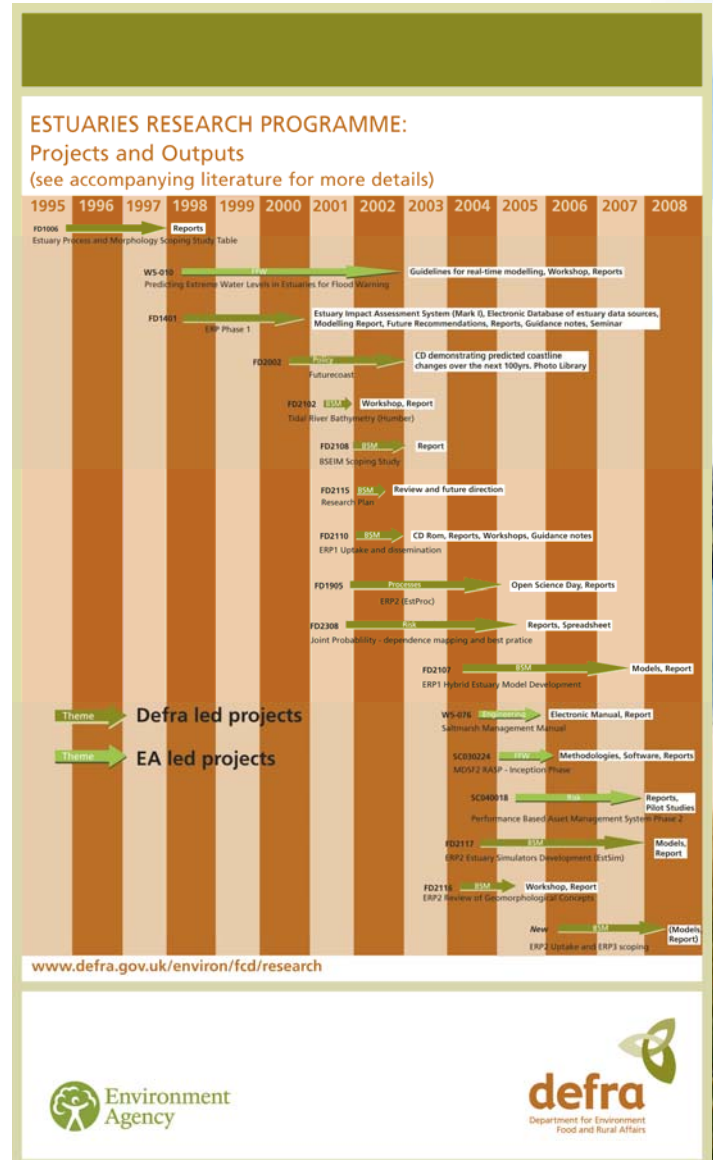 ESTUARIES RESEARCH PROGRAMME:
Projects and Outputs
(see accompanying literature for more details)
1995 1996 1997 1998 1999 2000 2001 2002 2003 2004 2005 2006 2007 2008
FD1006 Reports
Estuary Process and Morphology Scoping Study Table
W5-010 FFW Guidelines for real-time modelling, Workshop, Reports
Predicting Extreme Water Levels in Estuaries for Flood Warning
FD1401 Estuary Impact Assessment System (Mark I), Electronic Database of estuary data sources,
Modelling Report, Future Recommendations, Reports, Guidance notes, Seminar
ERP Phase 1
FD2002 Policy CD demonstrating predicted coastline
changes over the next 100yrs. Photo Library
Futurecoast
FD2102 BSM Workshop, Report
Tidal River Bathymetry (Humber)
FD2108 BSM Report
BSEIM Scoping Study
FD2115 BSM Review and future direction
Research Plan
FD2110 BSM CD Rom, Reports, Workshops, Guidance notes
ERP1 Uptake and dissemination
FD1905 Processes Open Science Day, Reports
ERP2 (EstProc)
FD2308 Risk Reports, Spreadsheet
Joint Probablility - dependence mapping and best pratice
FD2107 BSM Models, Report
ERP1 Hybrid Estuary Model Development
Theme Defra led projects
W5-076 Engineering Electronic Manual, Report
Saltmarsh Management Manual
Theme EA led projects
SC030224 FFW Methodologies, Software, Reports
MDSF2 RASP - Inception Phase
SC040018 Risk Reports,
Pilot Studies
Performance Based Asset Management System Phase 2
FD2117 BSM Models,
Report
ERP2 Estuary Simulators Development (EstSim)
FD2116 BSM Workshop, Report
ERP2 Review of Geomorphological Concepts
New BSM (Models,
Report)
ERP2 Uptake and ERP3 scoping
www.defra.gov.uk/environ/fcd/research
Environment
Agency
defra
Department for Environment
Food and Rural Affairs